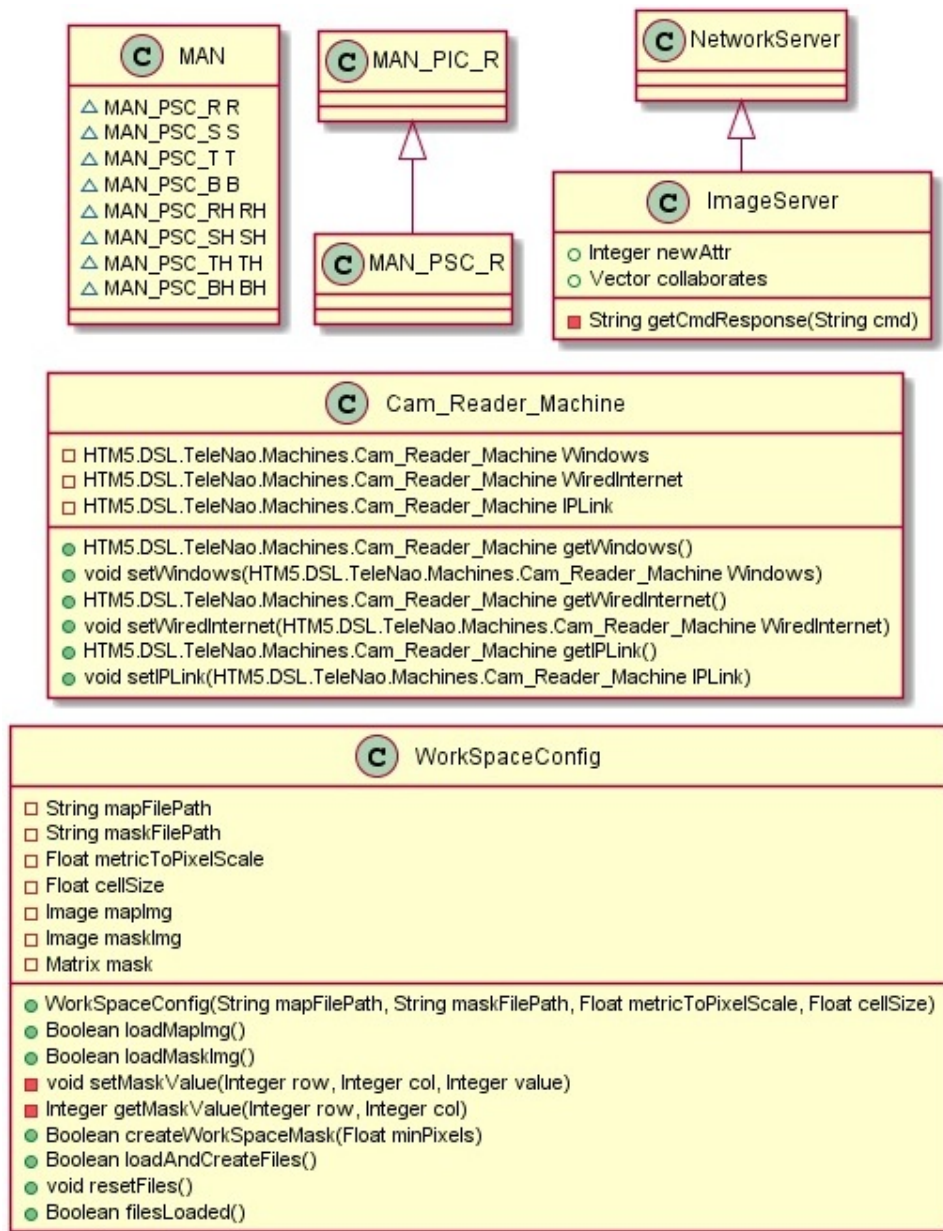 C MAN
MAN_PSC_R R
MAN_PSC_S S
MAN_PSC_T T
MAN_PSC_B B
MAN_PSC_RH RH
MAN_PSC_SH SH
MAN_PSC_TH TH
MAN_PSC_BH BH
C MAN_PIC_R
C MAN_PSC_R
C NetworkServer
C ImageServer
Integer newAttr
Vector collaborates
String getCmdResponse(String cmd)
C Cam_Reader_Machine
HTM5.DSL.TeleNao.Machines.Cam_Reader_Machine Windows
HTM5.DSL.TeleNao.Machines.Cam_Reader_Machine WiredInternet
HTM5.DSL.TeleNao.Machines.Cam_Reader_Machine IPLink
HTM5.DSL.TeleNao.Machines.Cam_Reader_Machine getWindows()
void setWindows(HTM5.DSL.TeleNao.Machines.Cam_Reader_Machine Windows)
HTM5.DSL.TeleNao.Machines.Cam_Reader_Machine getWiredInternet()
void setWiredInternet(HTM5.DSL.TeleNao.Machines.Cam_Reader_Machine WiredInternet)
HTM5.DSL.TeleNao.Machines.Cam_Reader_Machine getIPLink()
void setIPLink(HTM5.DSL.TeleNao.Machines.Cam_Reader_Machine IPLink)
C WorkSpaceConfig
String mapFilePath
String maskFilePath
Float metricToPixelScale
Float cellSize
Image mapImg
Image maskImg
Matrix mask
WorkSpaceConfig(String mapFilePath, String maskFilePath, Float metricToPixelScale, Float cellSize)
Boolean loadMapImg()
Boolean loadMaskImg()
void setMaskValue(Integer row, Integer col, Integer value)
Integer getMaskValue(Integer row, Integer col)
Boolean createWorkSpaceMask(Float minPixels)
Boolean loadAndCreateFiles()
void resetFiles()
Boolean filesLoaded()